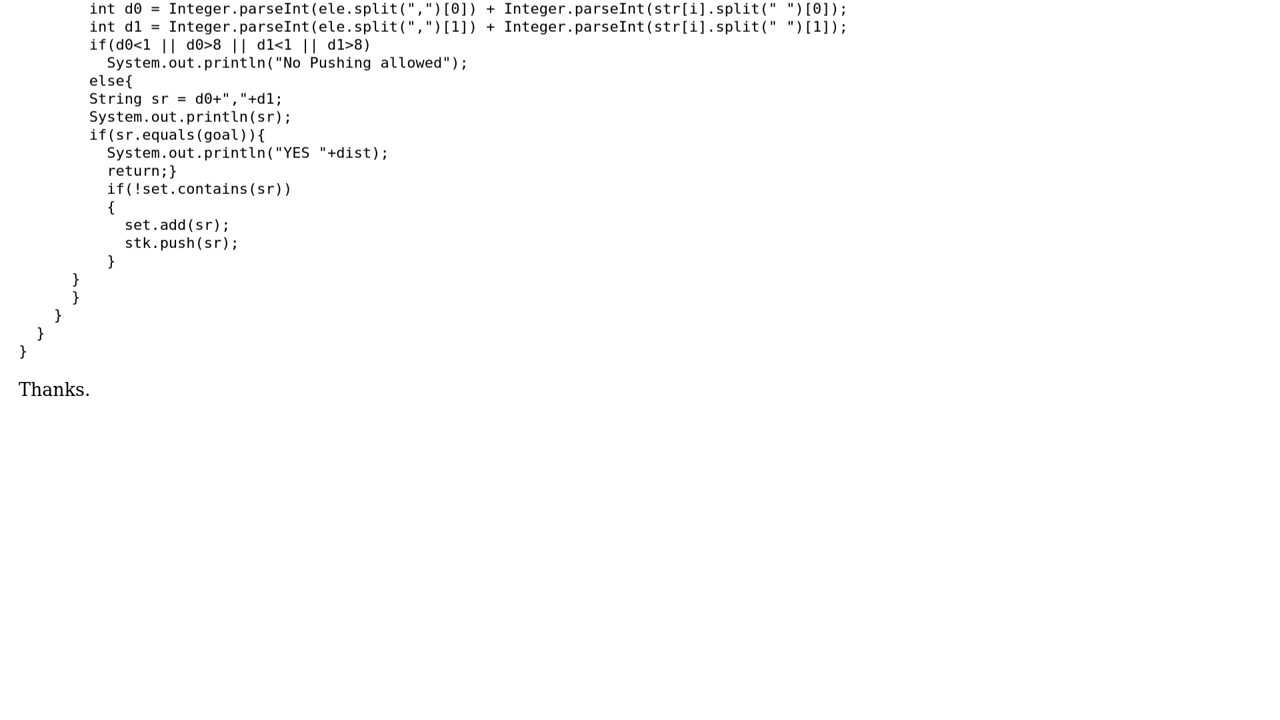 int d0 = Integer.parseInt(ele.split(",")[0]) + Integer.parseInt(str[i].split(" ")[0]);
int d1 = Integer.parseInt(ele.split(",")[1]) + Integer.parseInt(str[i].split(" ")[1]);
if(d0<1 || d0>8 || d1<1 || d1>8)
System.out.println("No Pushing allowed");
else{
String sr = d0+","+d1;
System.out.println(sr);
if(sr.equals(goal)){
System.out.println("YES "+dist);
return;}
if(!set.contains(sr))
{
set.add(sr);
stk.push(sr);
}
}
}
}
}
}
Thanks.